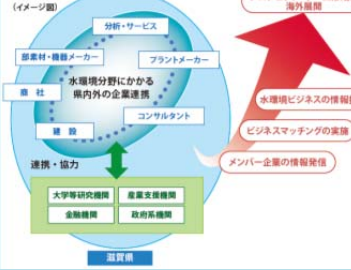 (イメージ図)
海外展開
分析・サービス
部素材・機器メーカー
プラントメーカー
水環境分野にかかる
県内外の企業連携
商社
コンサルタント
建設
水環境ビジネスの情報
ビジネスマッチングの実施
メンバー企業の情報発信
連携・協力
大学等研究機関
産業支援機関
金融機関
政府系機関
滋賀県